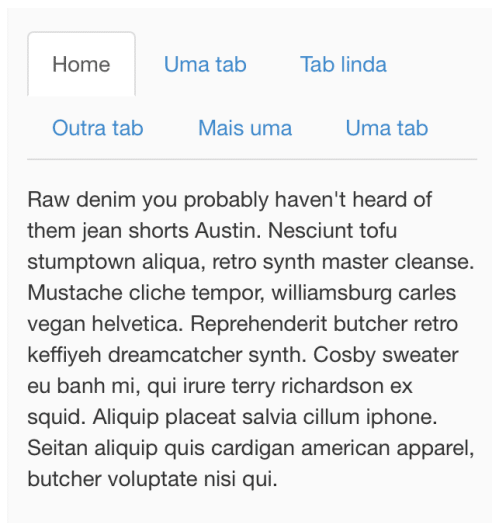 Home Uma tab Tab linda
Outra tab Mais uma Uma tab
Raw denim you probably haven't heard of
them jean shorts Austin. Nesciunt tofu
stumptown aliqua, retro synth master cleanse.
Mustache cliche tempor, williamsburg carles
vegan helvetica. Reprehenderit butcher retro
keffiyeh dreamcatcher synth. Cosby sweater
eu banh mi, qui irure terry richardson ex
squid. Aliquip placeat salvia cillum iphone.
Seitan aliquip quis cardigan american apparel,
butcher voluptate nisi qui.